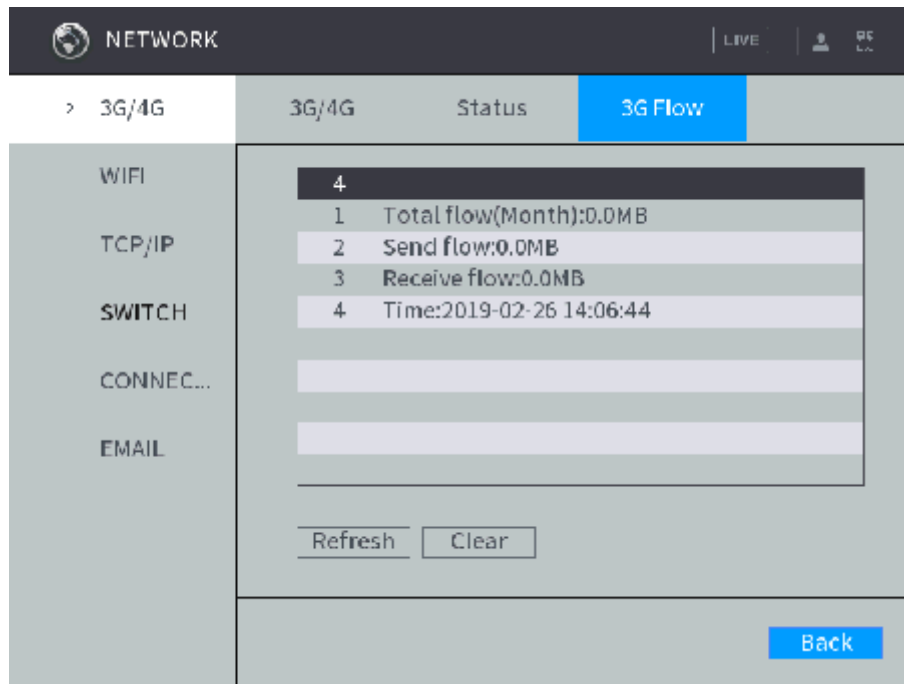 NETWORK
LIVE
> 3G/4G
3G/4G Status 3G Flow
WIFI
TCP/IP
SWITCH
CONNEC...
EMAIL
4
1 Total flow(Month):0.0MB
2 Send flow:0.0MB
3 Receive flow:0.0MB
4 Time:2019-02-26 14:06:44
Refresh Clear
Back